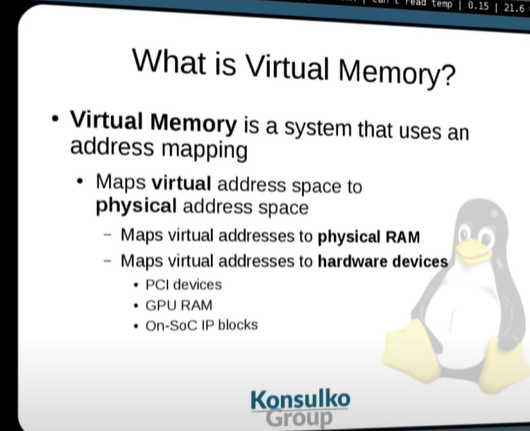 read temp | 0.15 | 21.6
What is Virtual Memory?
• Virtual Memory is a system that uses an
address mapping
• Maps virtual address space to
physical address space
– Maps virtual addresses to physical RAM
– Maps virtual addresses to hardware devices
• PCI devices
• GPU RAM
• On-SoC IP blocks
Konsulko
Group